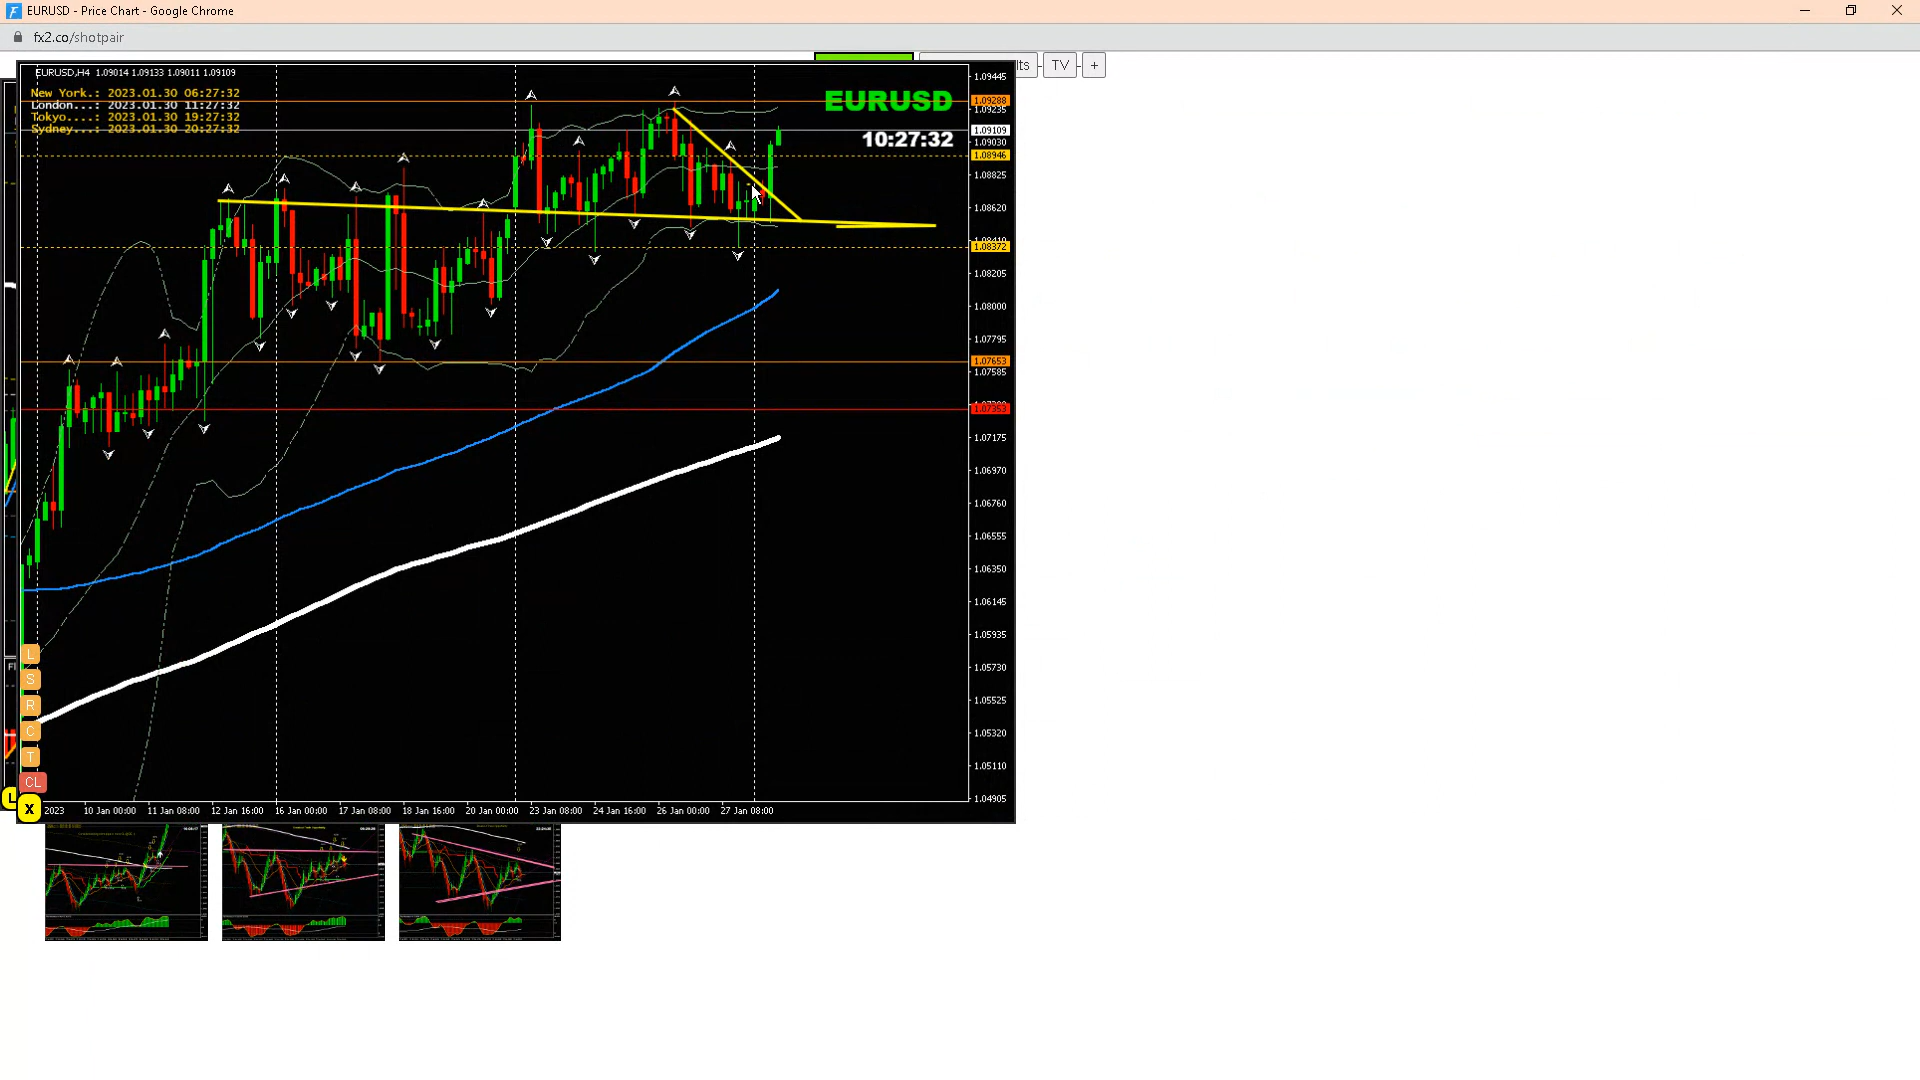 EURUSD - Price Chart - Google Chrome
fx2.co/shotpair
lts
TV
+
EURUSD,H4 1.09014 1.09133 1.09011 1.09109
New York.: 2023.01.30 06:27:32
London...: 2023.01.30 11:27:32
Tokyo....: 2023.01.30 19:27:32
Sydney...: 2023.01.30 20:27:32
EURUSD
10:27:32
1.09445
1.09288
1.09235
1.09109
1.09030
1.08946
1.08825
1.08620
1.08372
1.08205
1.08000
1.07795
1.07653
1.07585
1.07353
1.07175
1.06970
1.06760
1.06555
1.06350
1.06145
1.05935
1.05730
1.05525
1.05320
1.05110
1.04905
L
S
R
C
T
CL
X
2023 10 Jan 00:00 11 Jan 08:00 12 Jan 16:00 16 Jan 00:00 17 Jan 08:00 18 Jan 16:00 20 Jan 00:00 23 Jan 08:00 24 Jan 16:00 26 Jan 00:00 27 Jan 08:00